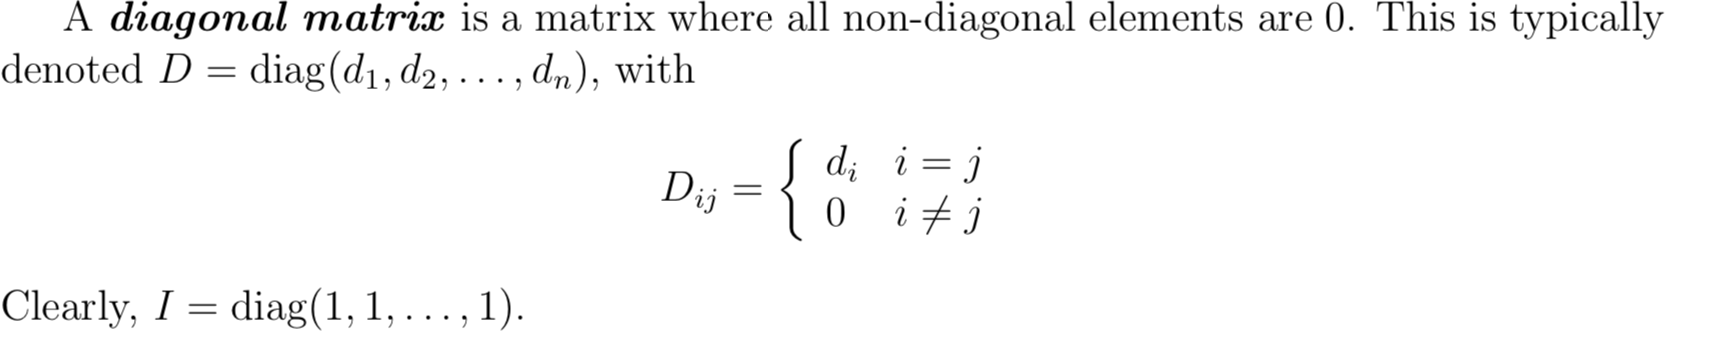 A diagonal matrix is a matrix where all non-diagonal elements are 0. This is typically
denoted D = diag(d₁, d₂, . . . , dₙ), with
Dᵢⱼ = { dᵢ i = j
0 i ≠ j
Clearly, I = diag(1, 1, . . . , 1).